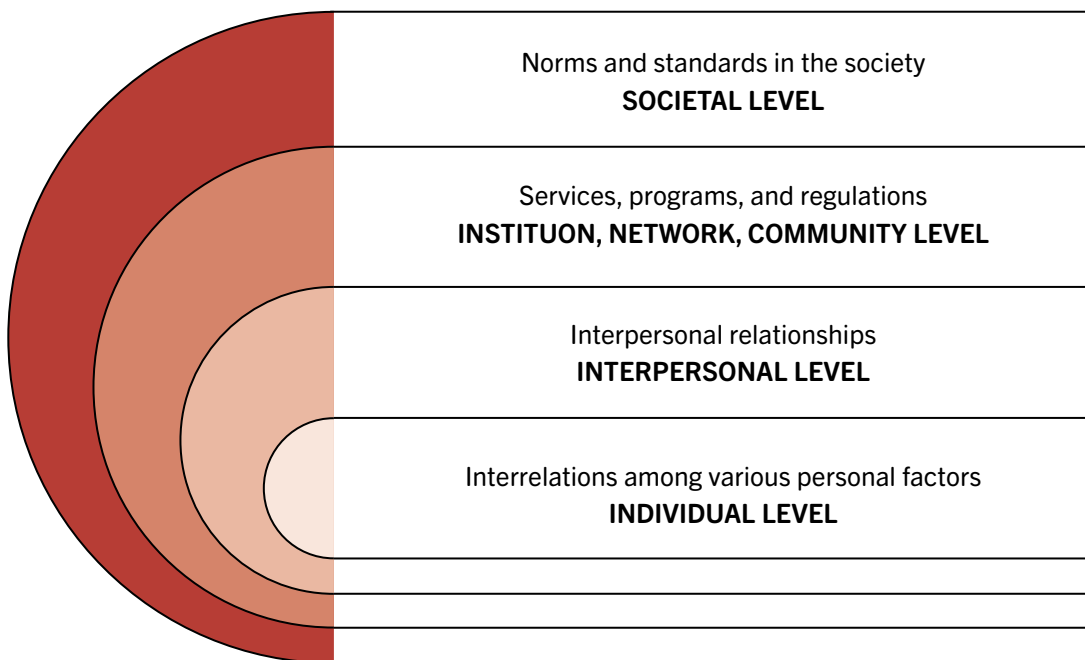 Norms and standards in the society
SOCIETAL LEVEL
Services, programs, and regulations
INSTITUON, NETWORK, COMMUNITY LEVEL
Interpersonal relationships
INTERPERSONAL LEVEL
Interrelations among various personal factors
INDIVIDUAL LEVEL